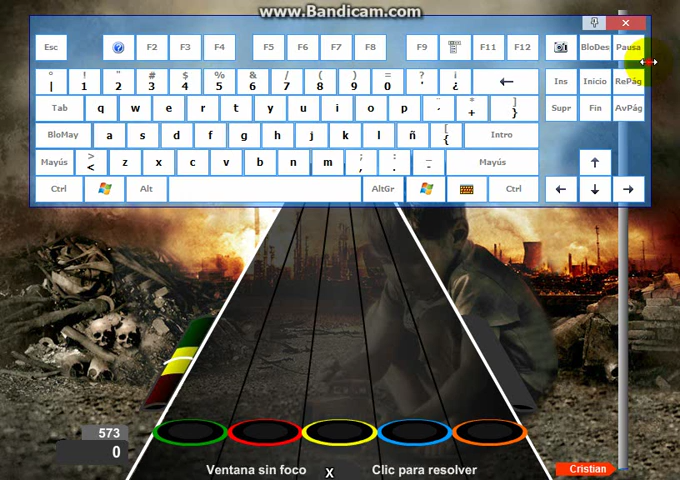 www.Bandicam.com
Esc F2 F3 F4 F5 F6 F7 F8 F9 F11 F12 BloDes Pausa
° | ! 1 " 2 # 3 $ 4 % 5 & 6 / 7 ( 8 ) 9 = 0 ? ' ¡ ¿ Ins Inicio RePág
Tab q w e r t y u i o p ¨ ´ * + ] } Supr Fin AvPág
BloMay a s d f g h j k l ñ [ { Intro
Mayús > < z x c v b n m ; , : . _ - Mayús
Ctrl Alt AltGr Ctrl
573
0
Ventana sin foco X Clic para resolver
Cristian